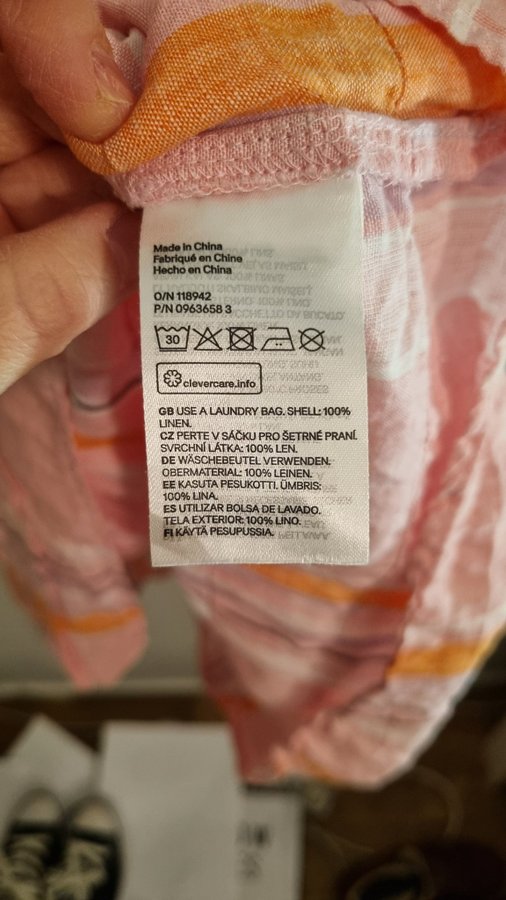 Made in China
Fabriqué en Chine
Hecho en China
O/N 118942
P/N 0963658 3
30
clevercare.info
GB USE A LAUNDRY BAG. SHELL: 100%
LINEN.
CZ PERTE V SÁČKU PRO ŠETRNÉ PRANÍ.
SVRCHNÍ LÁTKA: 100% LEN.
DE WÄSCHEBEUTEL VERWENDEN.
OBERMATERIAL: 100% LEINEN.
EE KASUTA PESUKOTTI. ÜMBRIS:
100% LINA.
ES UTILIZAR BOLSA DE LAVADO.
TELA EXTERIOR: 100% LINO.
FI KÄYTÄ PESUPUSSIA.